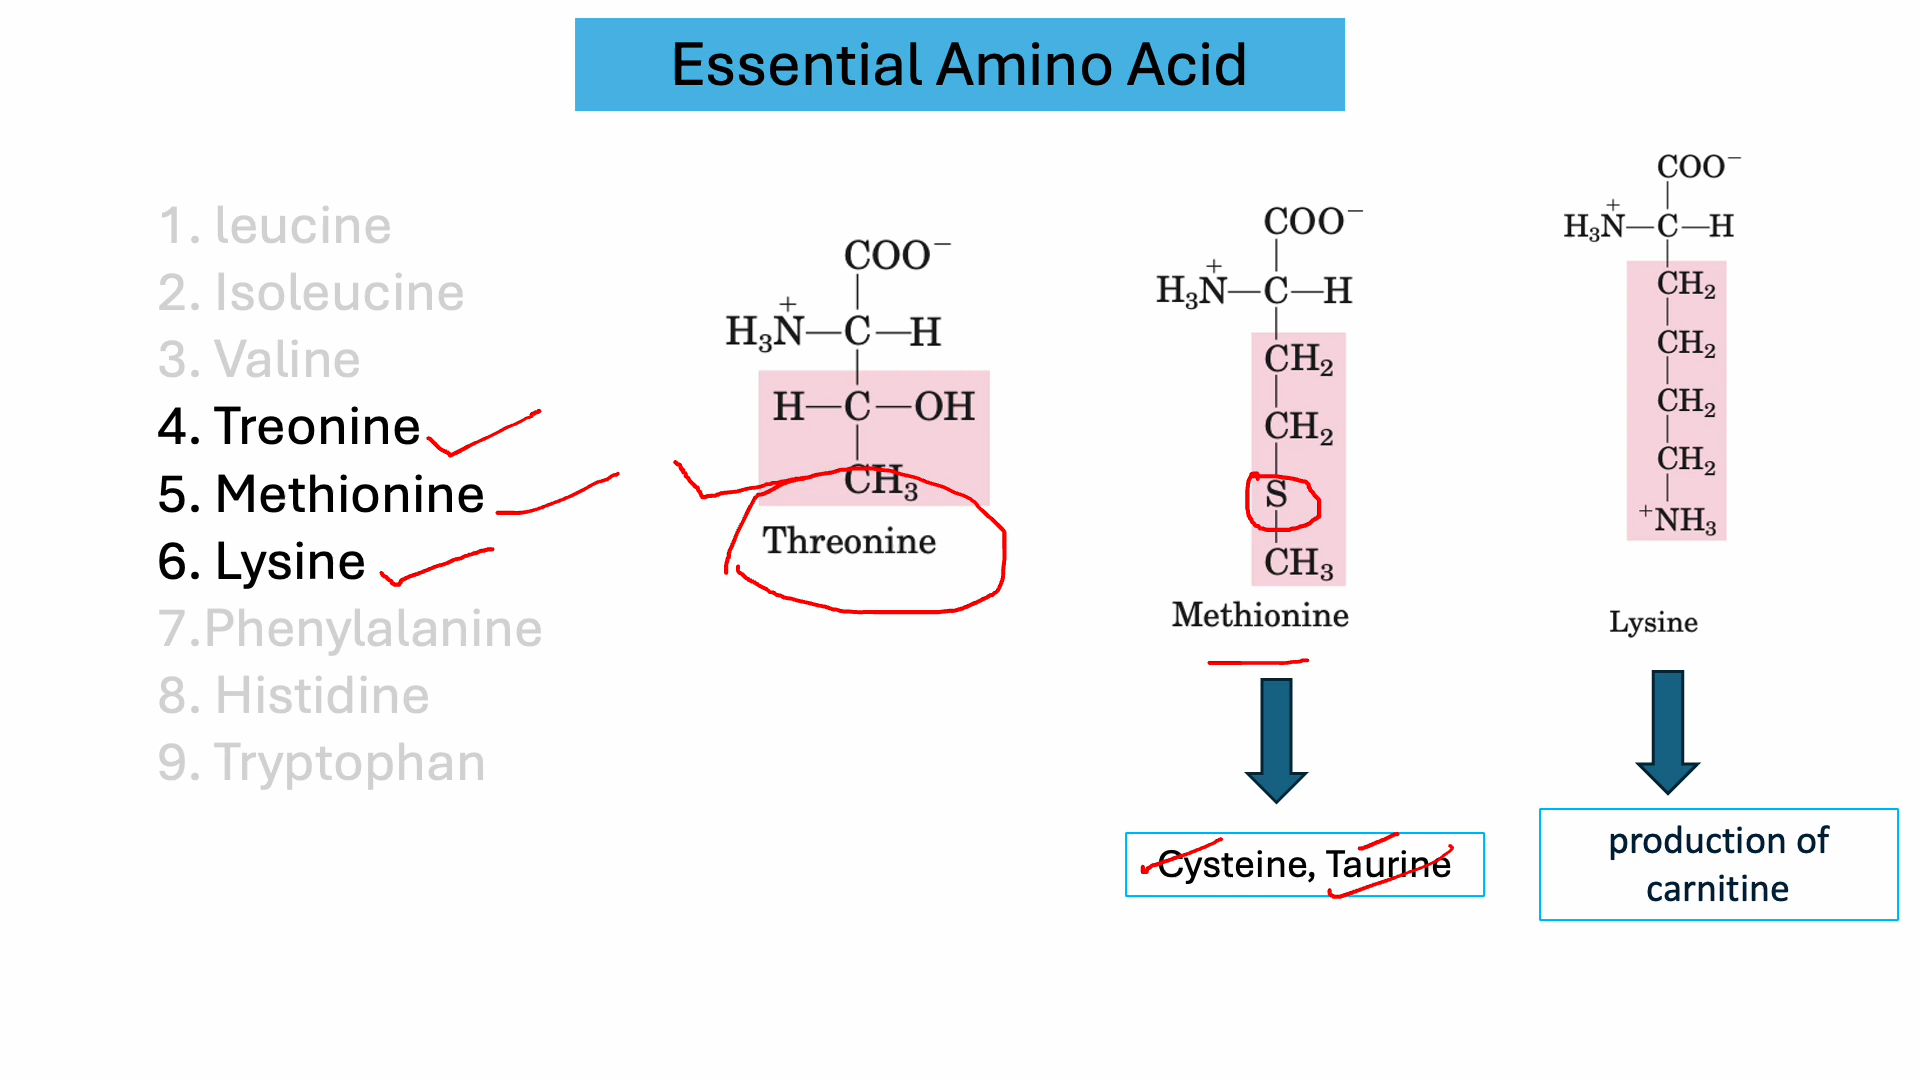 Essential Amino Acid
1. leucine
2. Isoleucine
3. Valine
4. Treonine
5. Methionine
6. Lysine
7.Phenylalanine
8. Histidine
9. Tryptophan
COO⁻
H₃N⁺—C—H
H—C—OH
CH₃
Threonine
COO⁻
H₃N⁺—C—H
CH₂
CH₂
S
CH₃
Methionine
Cysteine, Taurine
COO⁻
H₃N⁺—C—H
CH₂
CH₂
CH₂
CH₂
⁺NH₃
Lysine
production of
carnitine